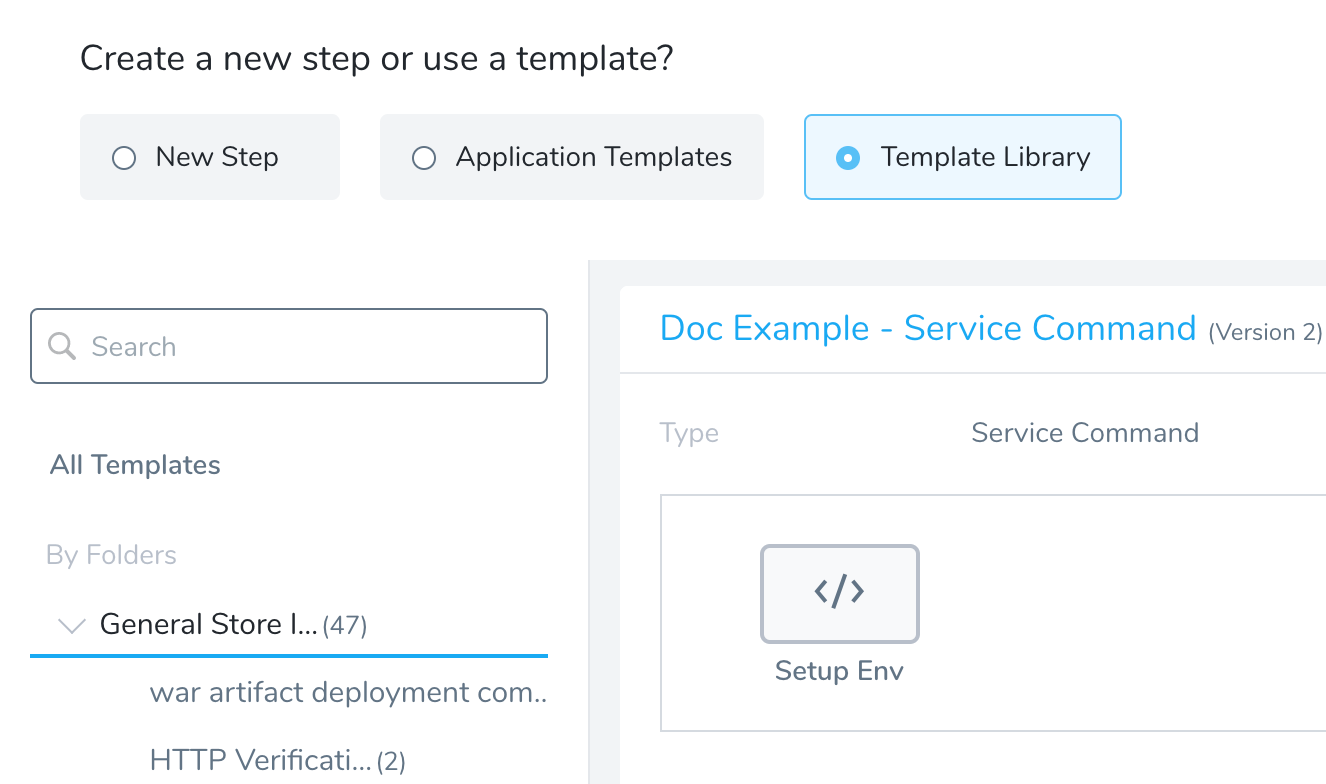 Create a new step or use a template?
New Step
Application Templates
Template Library
Search
All Templates
By Folders
General Store I... (47)
war artifact deployment com..
HTTP Verificati... (2)
Doc Example - Service Command (Version 2)
Type Service Command
</>
Setup Env